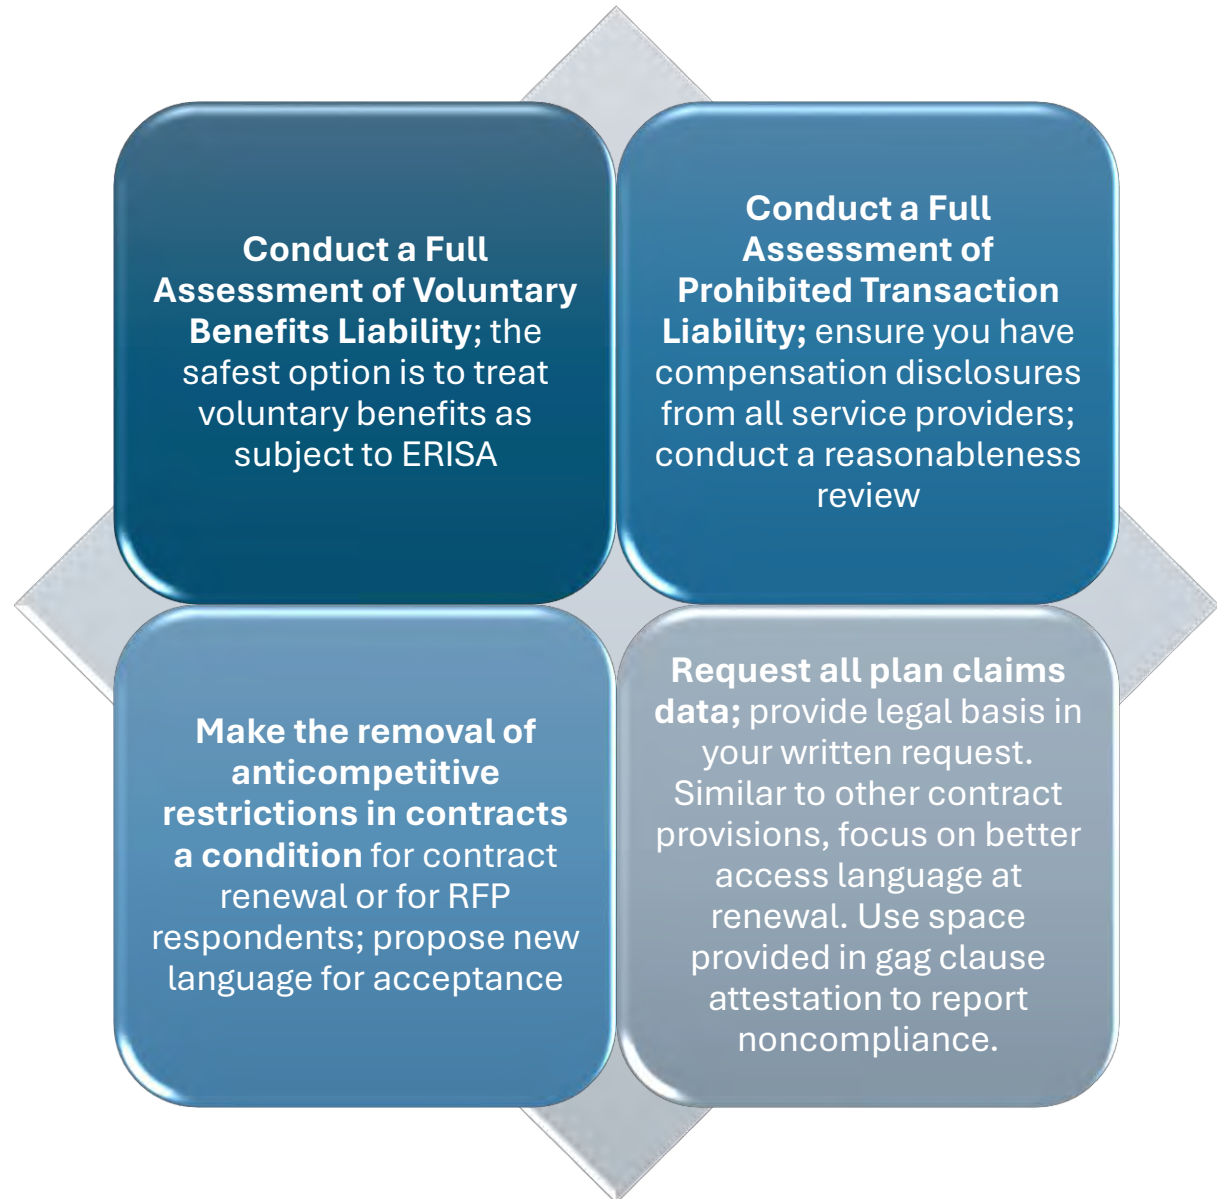 Conduct a Full
Assessment of Voluntary
Benefits Liability; the
safest option is to treat
voluntary benefits as
subject to ERISA
Conduct a Full
Assessment of
Prohibited Transaction
Liability; ensure you have
compensation disclosures
from all service providers;
conduct a reasonableness
review
Make the removal of
anticompetitive
restrictions in contracts
a condition for contract
renewal or for RFP
respondents; propose new
language for acceptance
Request all plan claims
data; provide legal basis in
your written request.
Similar to other contract
provisions, focus on better
access language at
renewal. Use space
provided in gag clause
attestation to report
noncompliance.